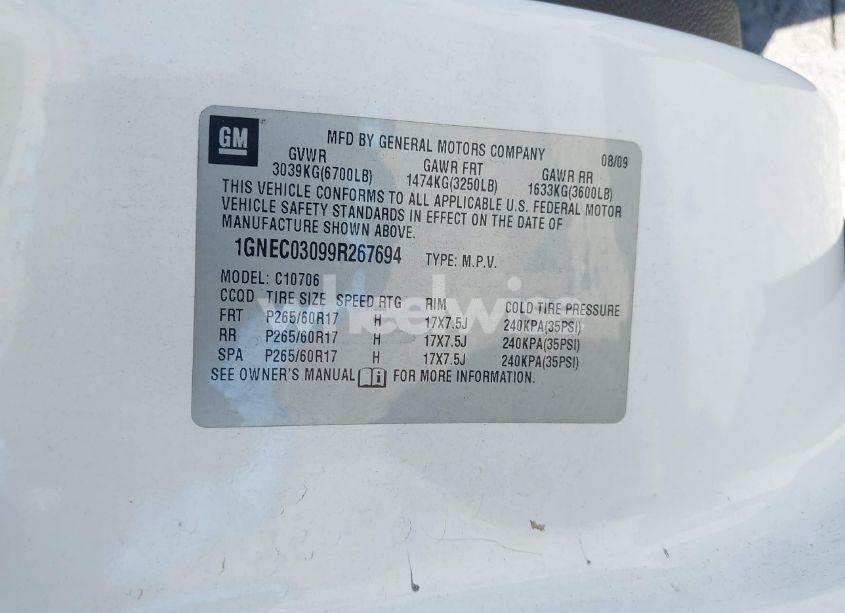 GM
MFD BY GENERAL MOTORS COMPANY 08/09
GVWR GAWR FRT GAWR RR
3039KG(6700LB) 1474KG(3250LB) 1633KG(3600LB)
THIS VEHICLE CONFORMS TO ALL APPLICABLE U.S. FEDERAL MOTOR
VEHICLE SAFETY STANDARDS IN EFFECT ON THE DATE OF
MANUFACTURE SHOWN ABOVE.
1GNEC03099R267694 TYPE: M.P.V.
MODEL: C10706
CCOD TIRE SIZE SPEED RTG RIM COLD TIRE PRESSURE
FRT P265/60R17 H 17X7.5J 240KPA(35PSI)
RR P265/60R17 H 17X7.5J 240KPA(35PSI)
SPA P265/60R17 H 17X7.5J 240KPA(35PSI)
SEE OWNER'S MANUAL FOR MORE INFORMATION.
wheelwise